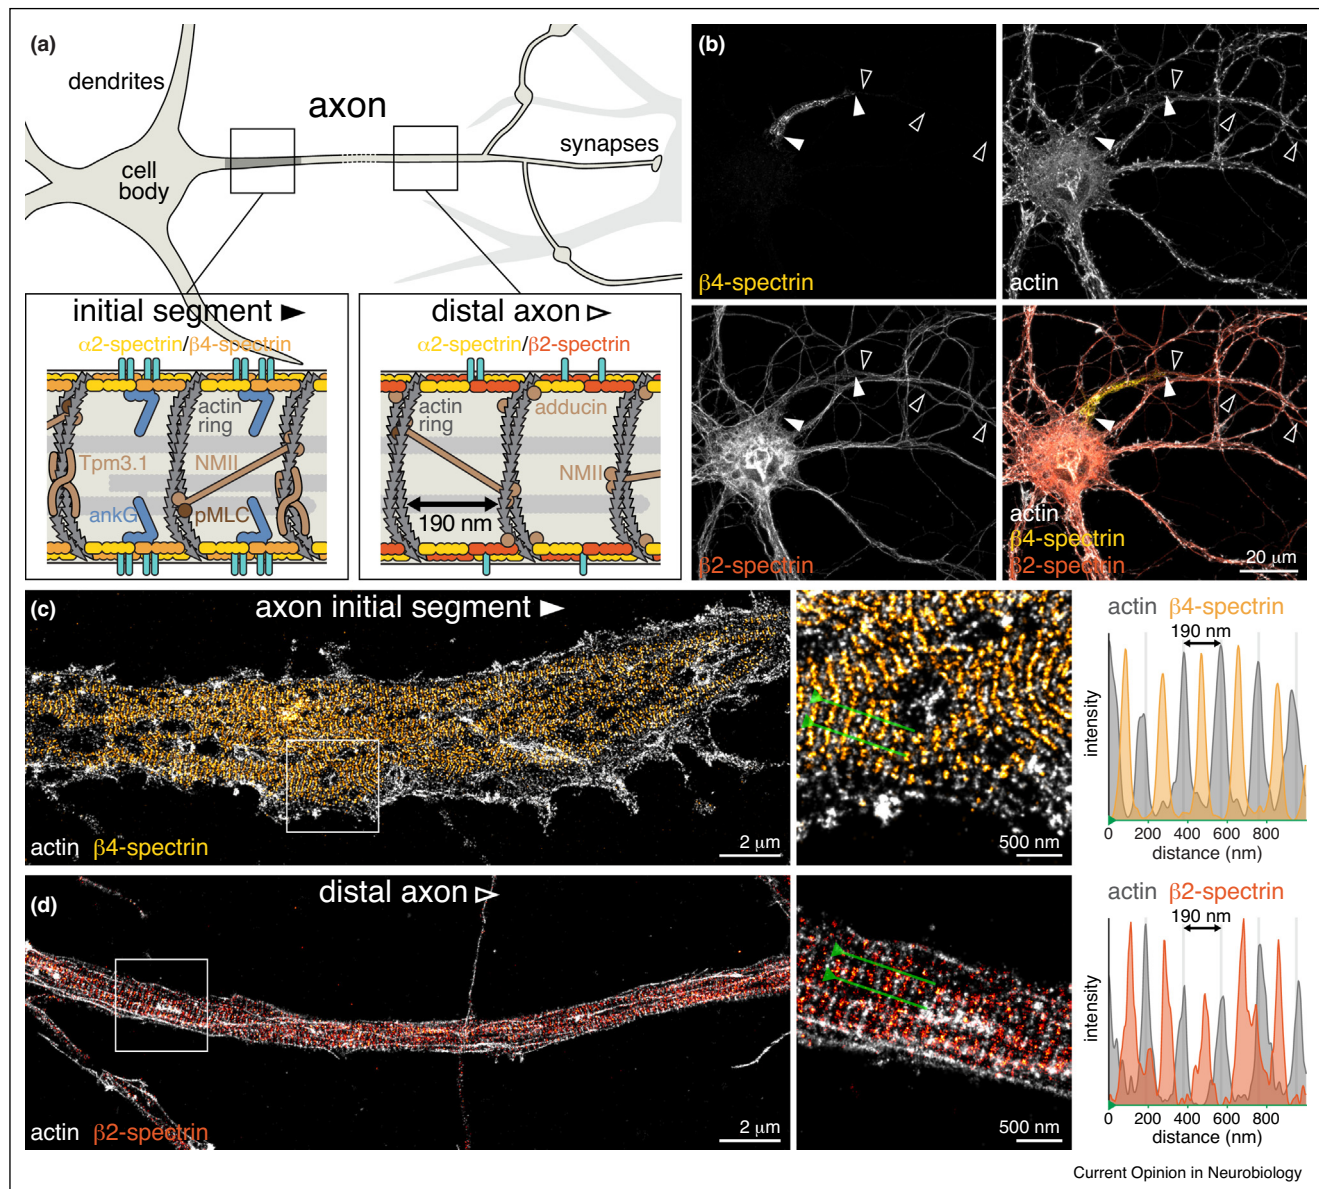 (a)
dendrites
axon
cell
body
synapses
initial segment ►
α2-spectrin/β4-spectrin
actin
ring
Tpm3.1
NMII
ankG
pMLC
distal axon ▻
α2-spectrin/β2-spectrin
actin
ring
adducin
NMII
190 nm
(b)
β4-spectrin
actin
β2-spectrin
actin
β4-spectrin
β2-spectrin
20 μm
(c)
axon initial segment ►
actin β4-spectrin
2 μm
500 nm
actin β4-spectrin
190 nm
intensity
0 200 400 600 800
distance (nm)
(d)
distal axon ▻
actin β2-spectrin
2 μm
500 nm
actin β2-spectrin
190 nm
intensity
0 200 400 600 800
distance (nm)
Current Opinion in Neurobiology